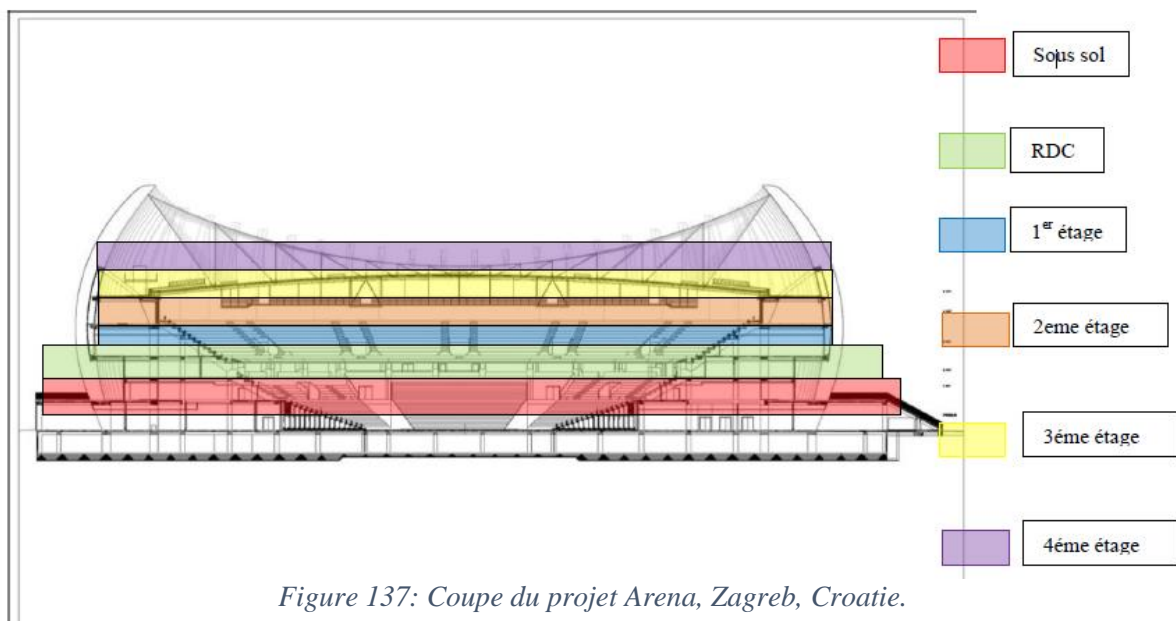 Sous sol
RDC
1er étage
2eme étage
3éme étage
4éme étage
Figure 137: Coupe du projet Arena, Zagreb, Croatie.